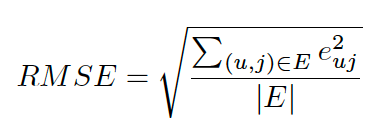 RMSE = \sqrt{\frac{\sum_{(u,j) \in E} e_{uj}^2}{|E|}}